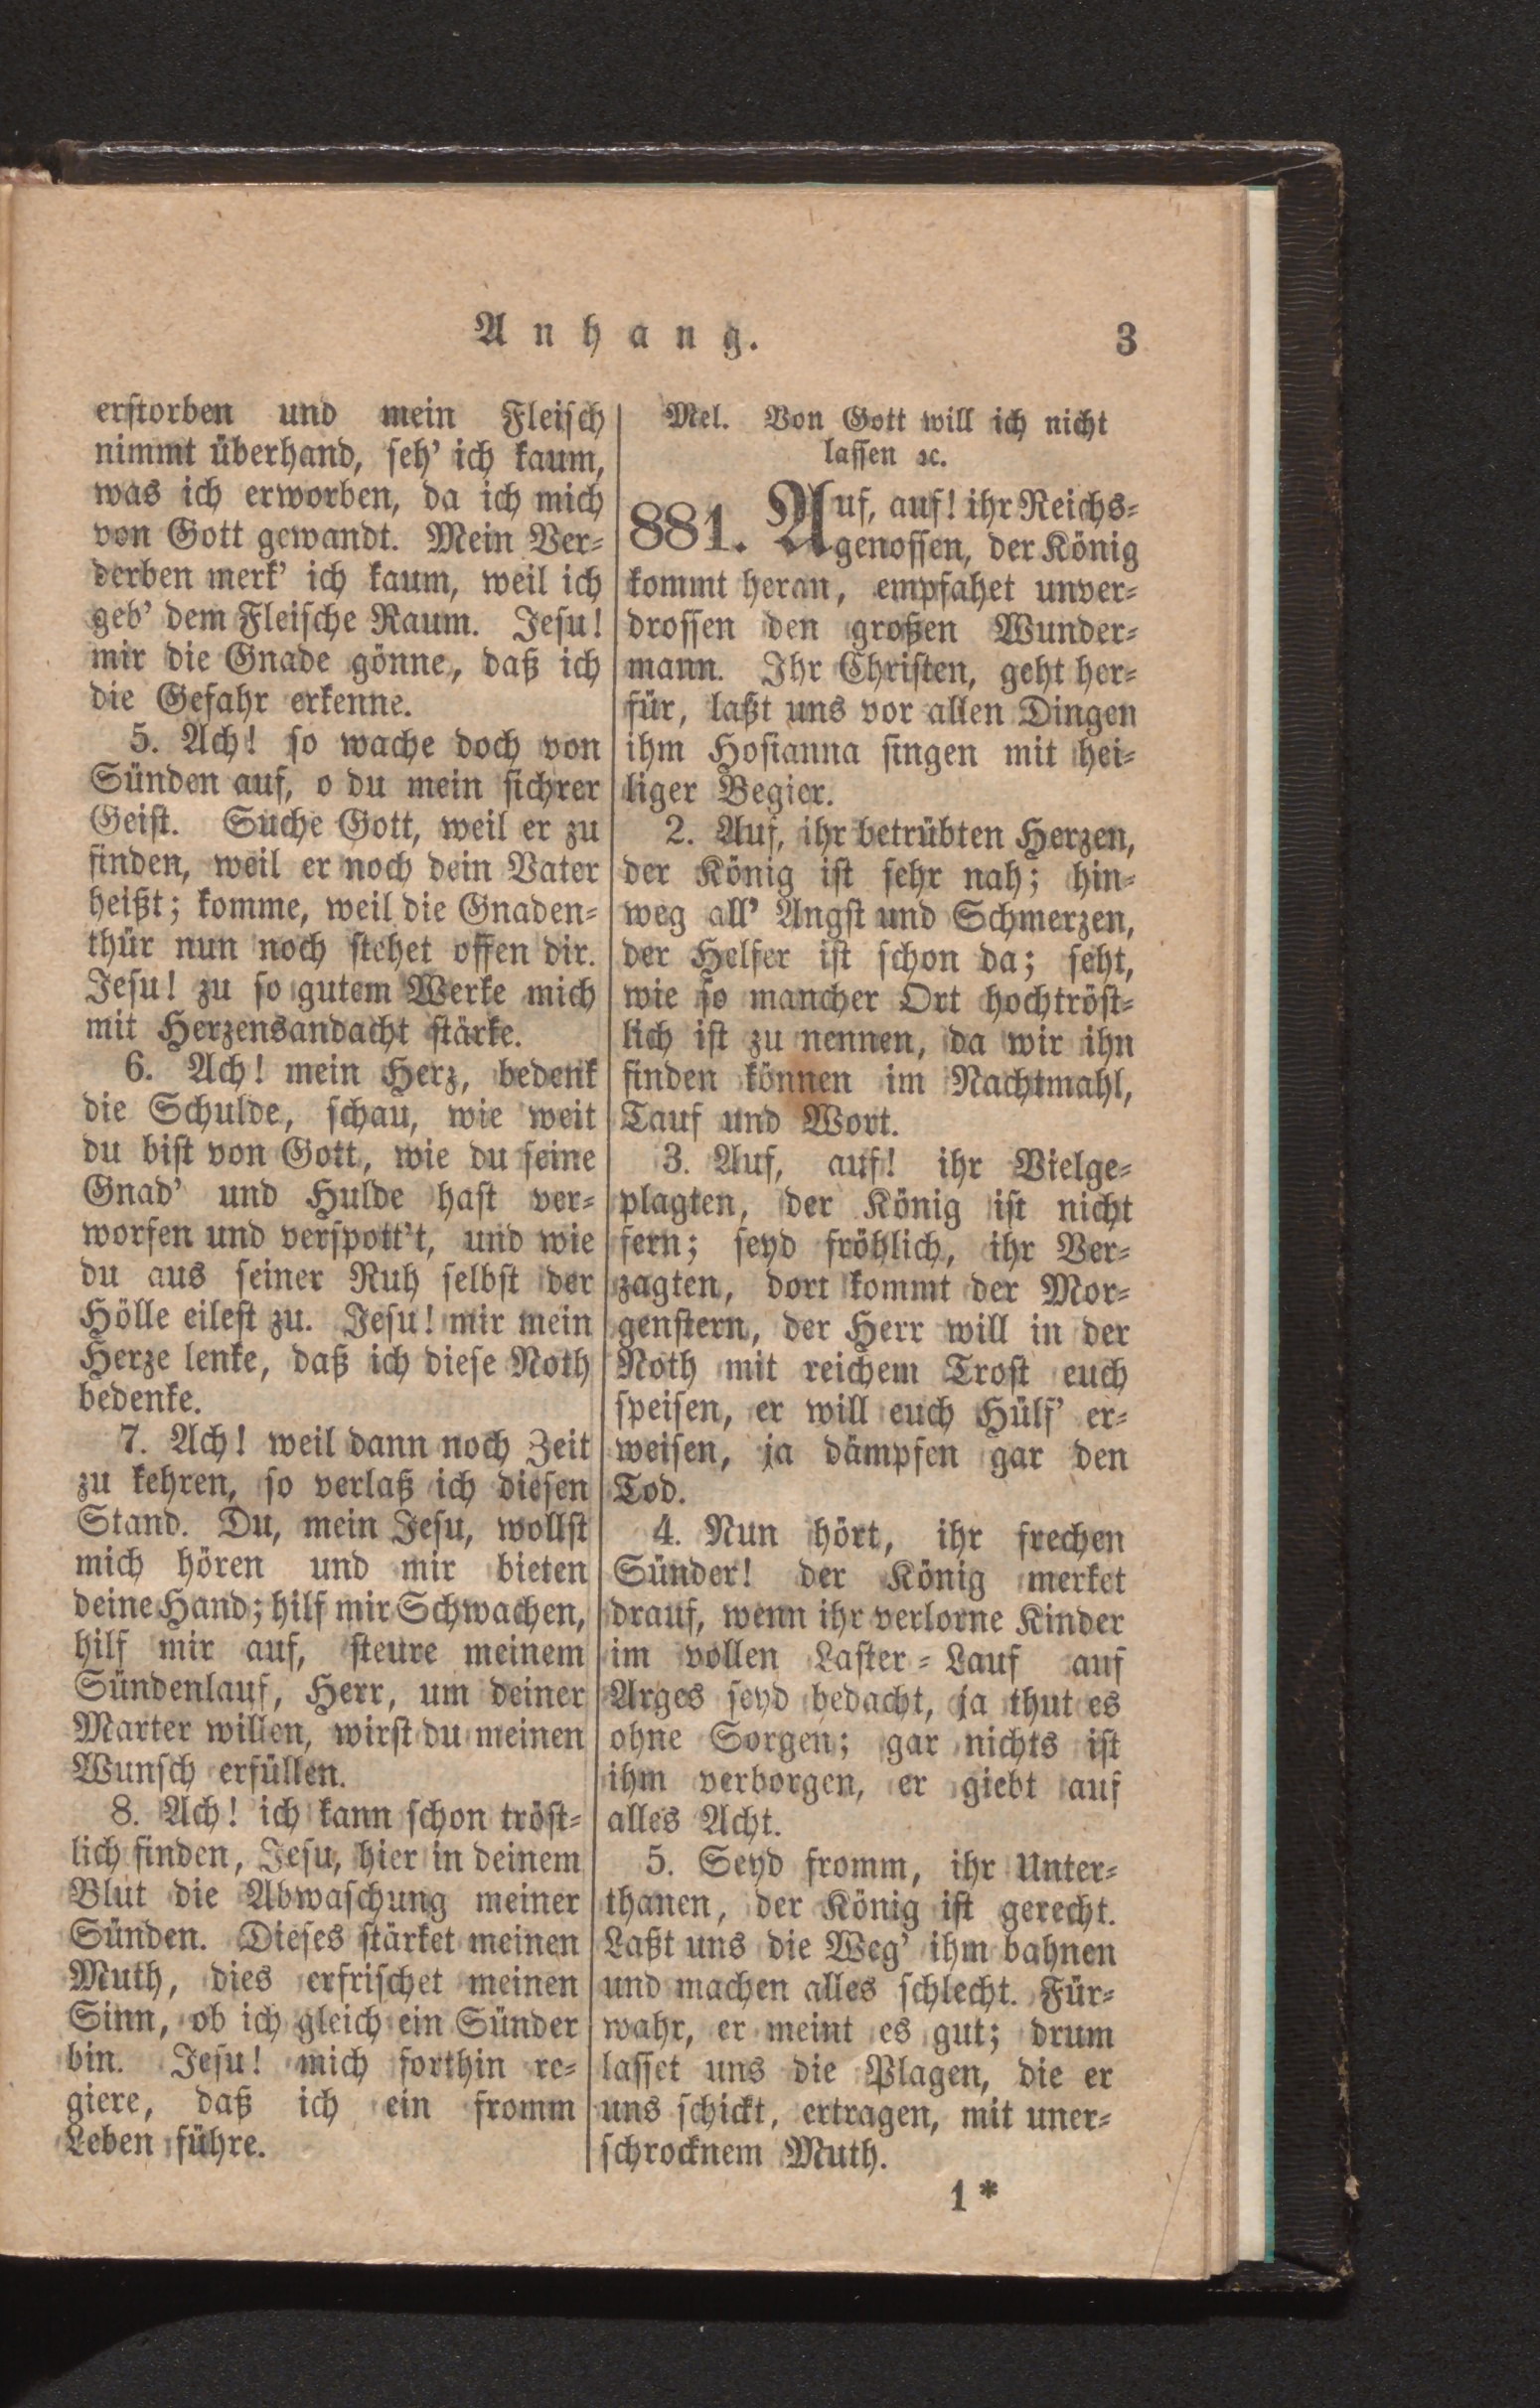 Anhang. 3
erstorben und mein Fleisch
nimmt überhand, seh' ich kaum,
was ich erworben, da ich mich
von Gott gewandt. Mein Ver-
derben merk' ich kaum, weil ich
geb' dem Fleische Raum. Jesu!
mir die Gnade gönne, daß ich
die Gefahr erkenne.
5. Ach! so wache doch von
Sünden auf, o du mein sichrer
Geist. Suche Gott, weil er zu
finden, weil er noch dein Vater
heißt; komme, weil die Gnaden-
thür nun noch stehet offen dir.
Jesu! zu so gutem Werke mich
mit Herzensandacht stärke.
6. Ach! mein Herz, bedenk
die Schulde, schau, wie weit
du bist von Gott, wie du seine
Gnad' und Hulde hast ver-
worfen und verspott't, und wie
du aus seiner Ruh selbst der
Hölle eilest zu. Jesu! mir mein
Herze lenke, daß ich diese Noth
bedenke.
7. Ach! weil dann noch Zeit
zu kehren, so verlaß ich diesen
Stand. Du, mein Jesu, wollst
mich hören und mir bieten
deine Hand; hilf mir Schwachen,
hilf mir auf, steure meinem
Sündenlauf, Herr, um deiner
Marter willen, wirst du meinen
Wunsch erfüllen.
8. Ach! ich kann schon tröst-
lich finden, Jesu, hier in deinem
Blut die Abwaschung meiner
Sünden. Dieses stärket meinen
Muth, dies erfrischet meinen
Sinn, ob ich gleich ein Sünder
bin. Jesu! mich forthin re-
giere, daß ich ein fromm
Leben führe.
Mel. Von Gott will ich nicht
lassen ꝛc.
881. Auf, auf! ihr Reichs-
genossen, der König
kommt heran, empfahet unver-
drossen den großen Wunder-
mann. Ihr Christen, geht her-
für, laßt uns vor allen Dingen
ihm Hosianna singen mit hei-
liger Begier.
2. Auf, ihr betrübten Herzen,
der König ist sehr nah; hin-
weg all' Angst und Schmerzen,
der Helfer ist schon da; seht,
wie so mancher Ort hochtröst-
lich ist zu nennen, da wir ihn
finden können im Nachtmahl,
Tauf und Wort.
3. Auf, auf! ihr Vielge-
plagten, der König ist nicht
fern; seyd fröhlich, ihr Ver-
zagten, dort kommt der Mor-
genstern, der Herr will in der
Noth mit reichem Trost euch
speisen, er will euch Hülf' er-
weisen, ja dämpfen gar den
Tod.
4. Nun hört, ihr frechen
Sünder! der König merket
drauf, wenn ihr verlorne Kinder
im vollen Laster-Lauf auf
Arges seyd bedacht, ja thut es
ohne Sorgen; gar nichts ist
ihm verborgen, er giebt auf
alles Acht.
5. Seyd fromm, ihr Unter-
thanen, der König ist gerecht.
Laßt uns die Weg' ihm bahnen
und machen alles schlecht. Für-
wahr, er meint es gut; drum
lasset uns die Plagen, die er
uns schickt, ertragen, mit uner-
schrocknem Muth.
1*